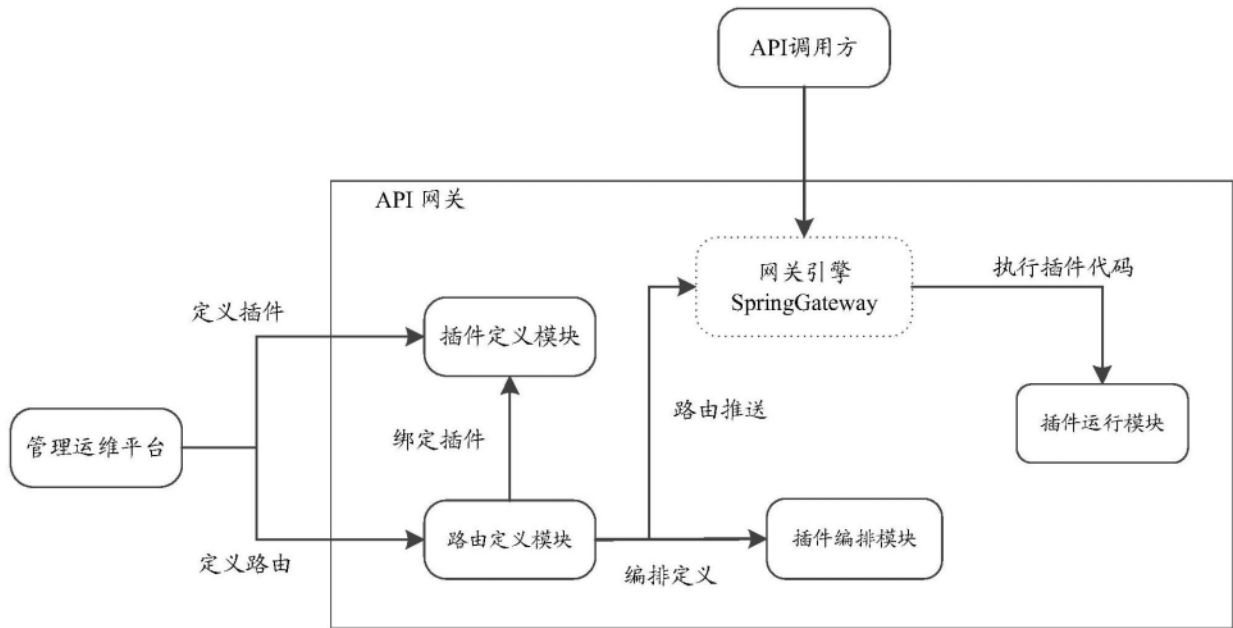 API调用方
API 网关
网关引擎
SpringGateway
执行插件代码
定义插件
插件定义模块
路由推送
插件运行模块
管理运维平台
绑定插件
路由定义模块
插件编排模块
定义路由
编排定义